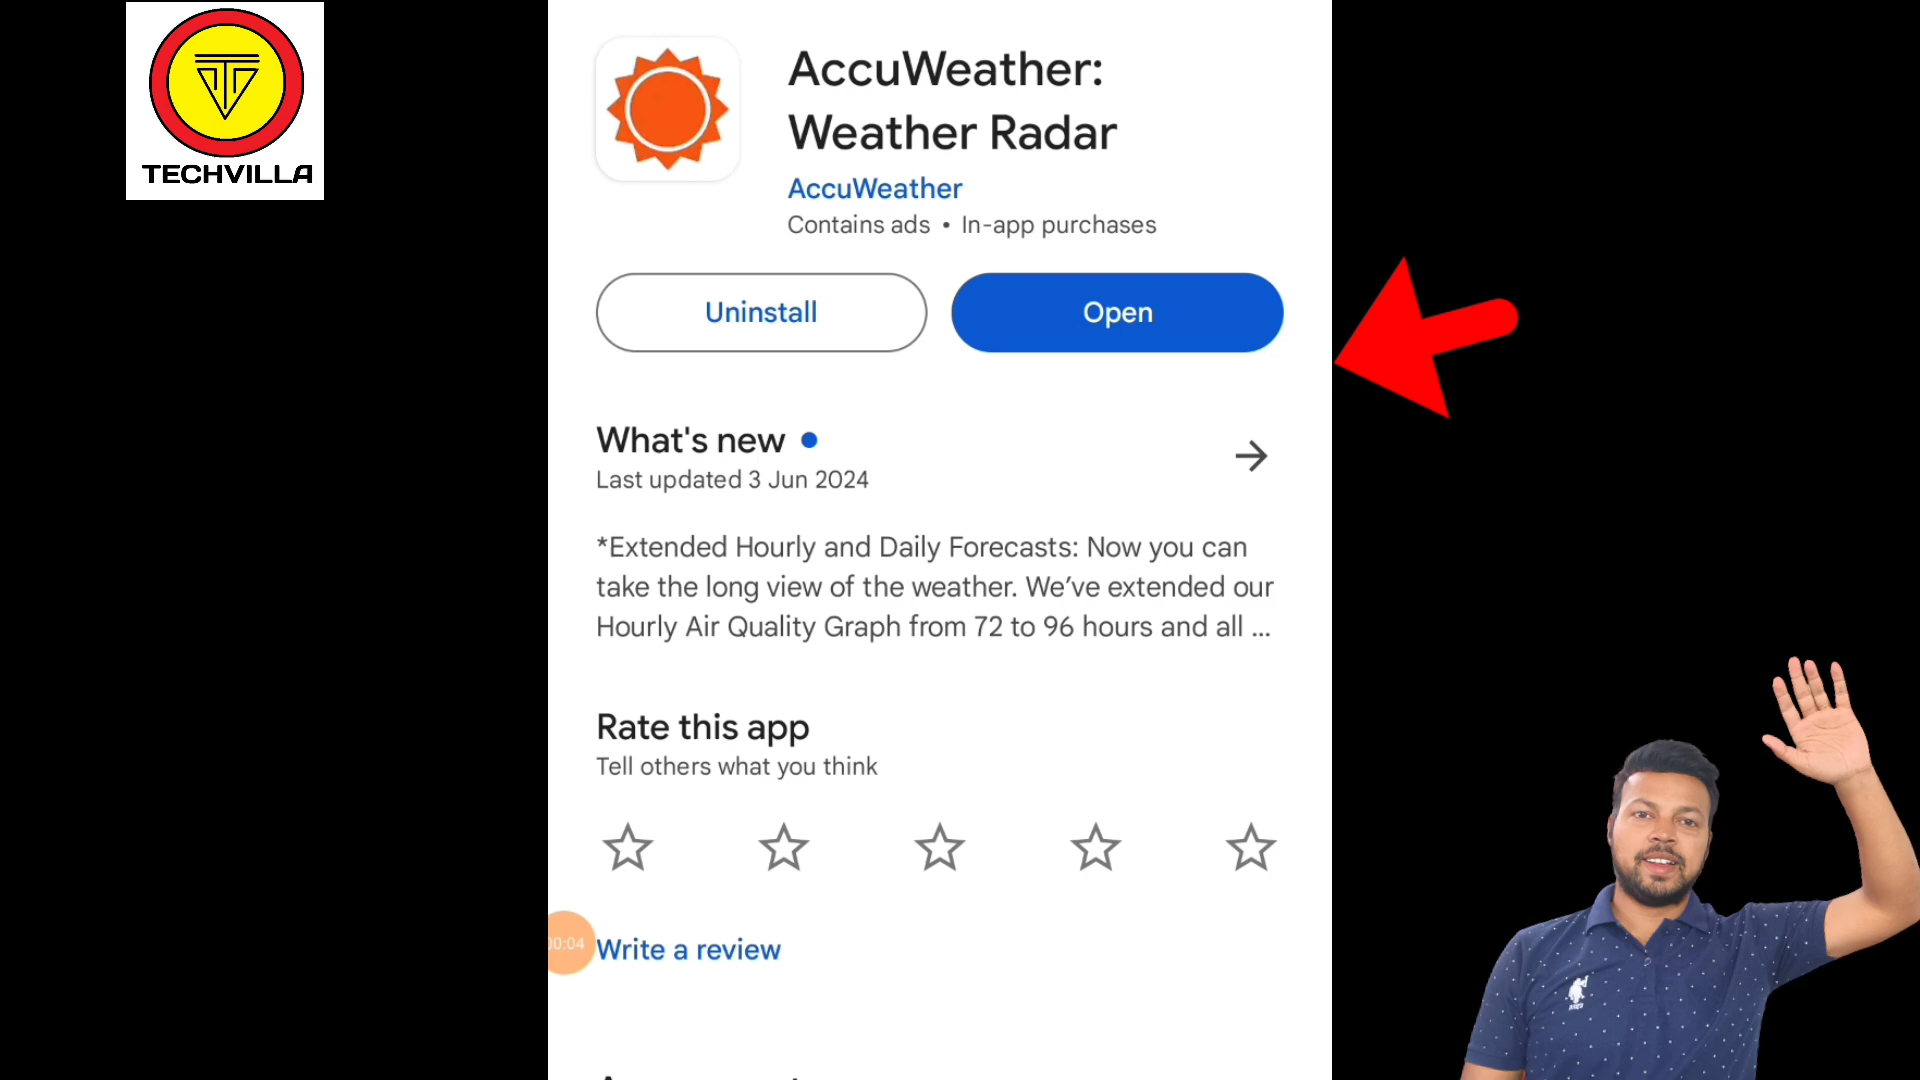 TECHVILLA
AccuWeather:
Weather Radar
AccuWeather
Contains ads • In-app purchases
Uninstall
Open
What's new
Last updated 3 Jun 2024
*Extended Hourly and Daily Forecasts: Now you can
take the long view of the weather. We’ve extended our
Hourly Air Quality Graph from 72 to 96 hours and all ...
Rate this app
Tell others what you think
00:04
Write a review